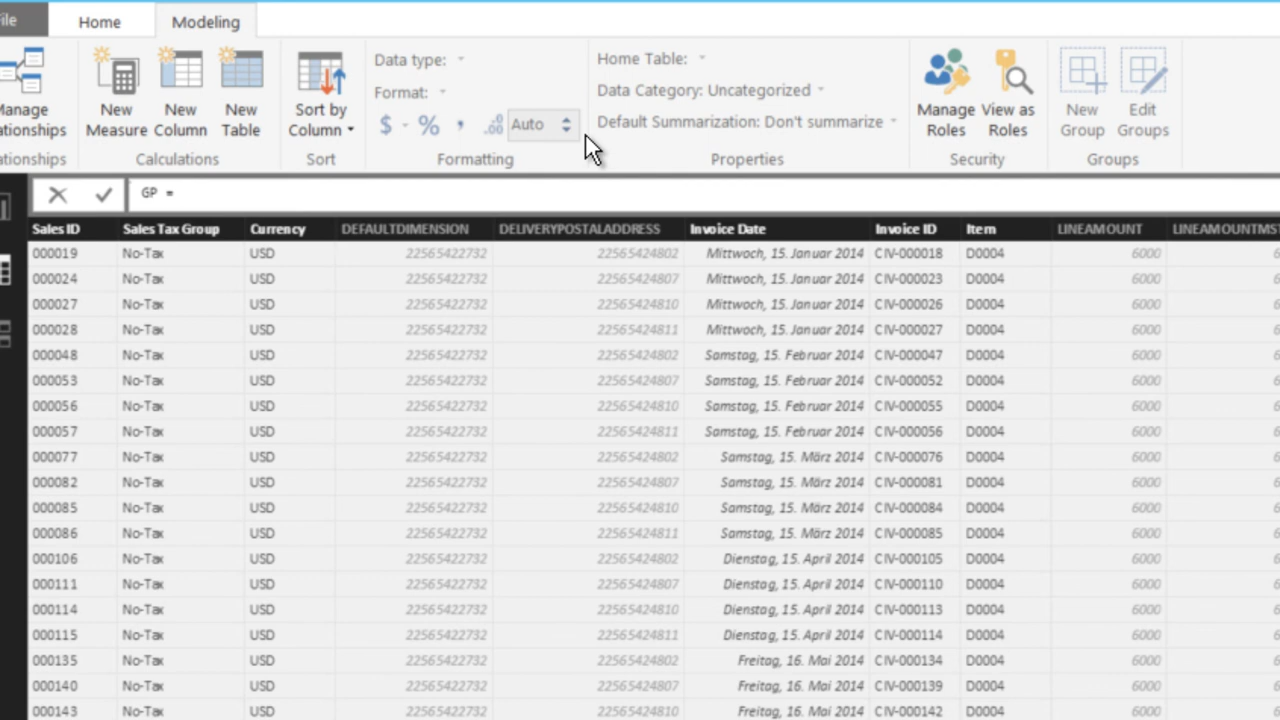 File Home Modeling
Data type: Home Table:
Format: Data Category: Uncategorized
Manage New New New Sort by $ % , .00 Auto Default Summarization: Don't summarize Manage View as New Edit
Measure Column Table Column Roles Roles Group Groups
Calculations Sort Formatting Properties Security Groups
GP =
Sales ID Sales Tax Group Currency DEFAULTDIMENSION DELIVERYPOSTALADDRESS Invoice Date Invoice ID Item LINEAMOUNT LINEAMOUNTMST
000019 No-Tax USD 22565422732 22565424802 Mittwoch, 15. Januar 2014 CIV-000018 D0004 6000
000024 No-Tax USD 22565422732 22565424807 Mittwoch, 15. Januar 2014 CIV-000023 D0004 6000
000027 No-Tax USD 22565422732 22565424810 Mittwoch, 15. Januar 2014 CIV-000026 D0004 6000
000028 No-Tax USD 22565422732 22565424811 Mittwoch, 15. Januar 2014 CIV-000027 D0004 6000
000048 No-Tax USD 22565422732 22565424802 Samstag, 15. Februar 2014 CIV-000047 D0004 6000
000053 No-Tax USD 22565422732 22565424807 Samstag, 15. Februar 2014 CIV-000052 D0004 6000
000056 No-Tax USD 22565422732 22565424810 Samstag, 15. Februar 2014 CIV-000055 D0004 6000
000057 No-Tax USD 22565422732 22565424811 Samstag, 15. Februar 2014 CIV-000056 D0004 6000
000077 No-Tax USD 22565422732 22565424802 Samstag, 15. März 2014 CIV-000076 D0004 6000
000082 No-Tax USD 22565422732 22565424807 Samstag, 15. März 2014 CIV-000081 D0004 6000
000085 No-Tax USD 22565422732 22565424810 Samstag, 15. März 2014 CIV-000084 D0004 6000
000086 No-Tax USD 22565422732 22565424811 Samstag, 15. März 2014 CIV-000085 D0004 6000
000106 No-Tax USD 22565422732 22565424802 Dienstag, 15. April 2014 CIV-000105 D0004 6000
000111 No-Tax USD 22565422732 22565424807 Dienstag, 15. April 2014 CIV-000110 D0004 6000
000114 No-Tax USD 22565422732 22565424810 Dienstag, 15. April 2014 CIV-000113 D0004 6000
000115 No-Tax USD 22565422732 22565424811 Dienstag, 15. April 2014 CIV-000114 D0004 6000
000135 No-Tax USD 22565422732 22565424802 Freitag, 16. Mai 2014 CIV-000134 D0004 6000
000140 No-Tax USD 22565422732 22565424807 Freitag, 16. Mai 2014 CIV-000139 D0004 6000
000143 No-Tax USD 22565422732 22565424810 Freitag, 16. Mai 2014 CIV-000142 D0004 6000